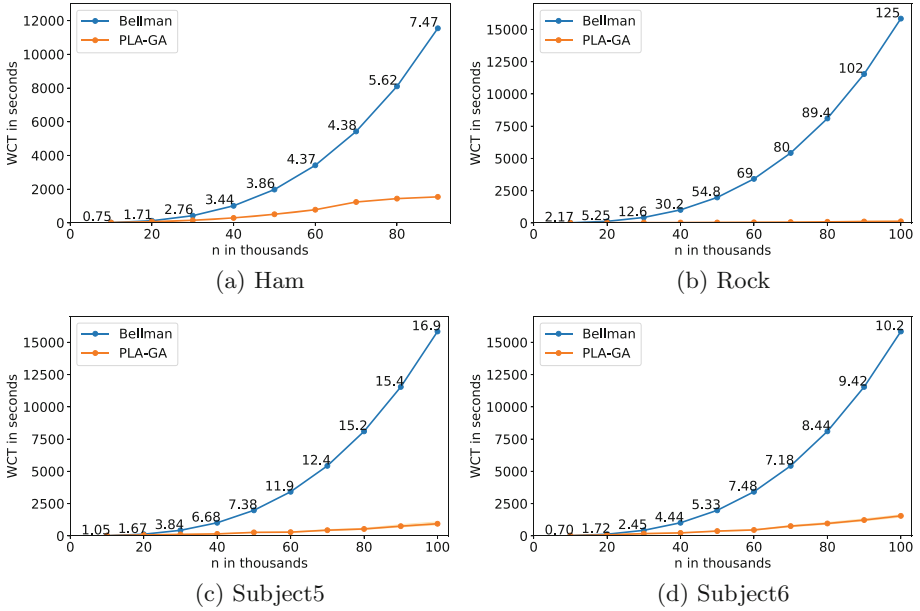 12000
10000
8000
6000
4000
2000
0
WCT in seconds
Bellman
PLA-GA
0.75
1.71
2.76
3.44
3.86
4.37
4.38
5.62
7.47
0 20 40 60 80
n in thousands
(a) Ham
15000
12500
10000
7500
5000
2500
0
WCT in seconds
Bellman
PLA-GA
2.17
5.25
12.6
30.2
54.8
69
80
89.4
102
125
0 20 40 60 80 100
n in thousands
(b) Rock
15000
12500
10000
7500
5000
2500
0
WCT in seconds
Bellman
PLA-GA
1.05
1.67
3.84
6.68
7.38
11.9
12.4
15.2
15.4
16.9
0 20 40 60 80 100
n in thousands
(c) Subject5
15000
12500
10000
7500
5000
2500
0
WCT in seconds
Bellman
PLA-GA
0.70
1.72
2.45
4.44
5.33
7.48
7.18
8.44
9.42
10.2
0 20 40 60 80 100
n in thousands
(d) Subject6